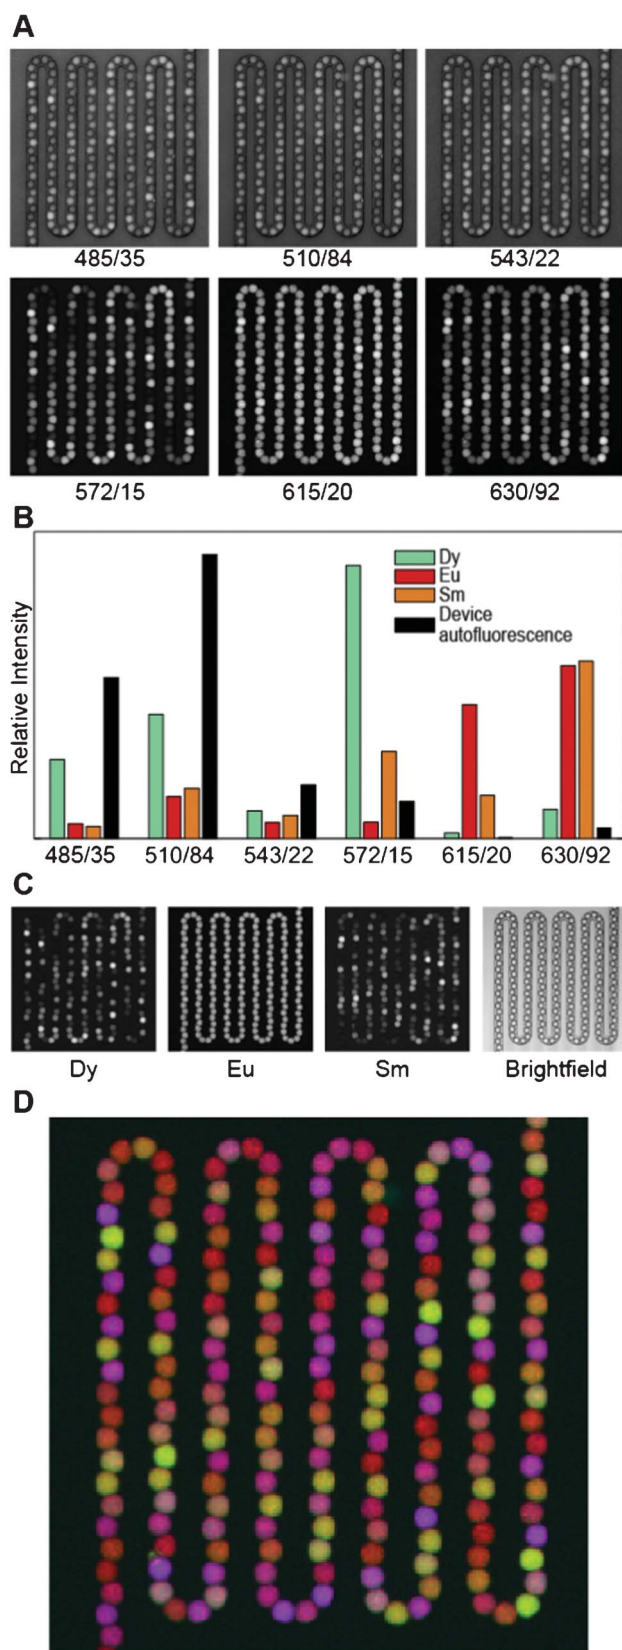 A
485/35 510/84 543/22
572/15 615/20 630/92
B
Relative Intensity
Dy
Eu
Sm
Device
autofluorescence
485/35 510/84 543/22 572/15 615/20 630/92
C
Dy Eu Sm Brightfield
D